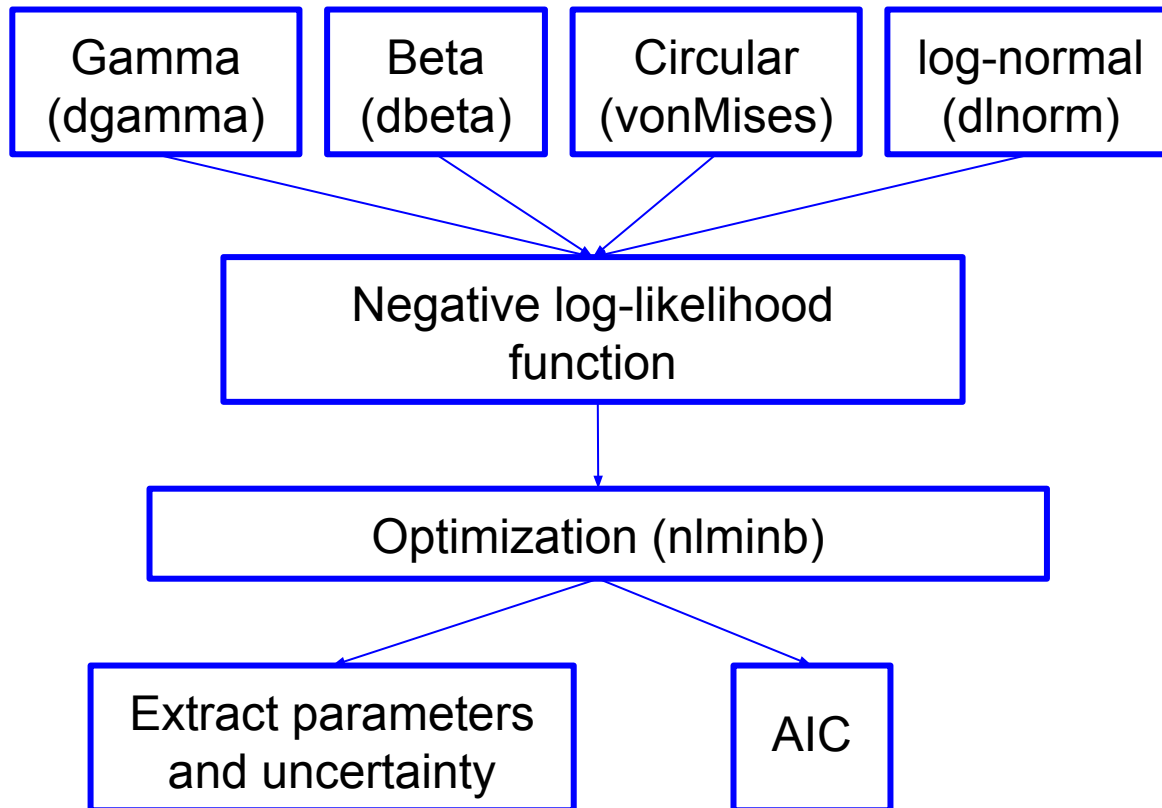 Gamma
(dgamma)
Beta
(dbeta)
Circular
(vonMises)
log-normal
(dlnorm)
Negative log-likelihood
function
Optimization (nlminb)
Extract parameters
and uncertainty
AIC